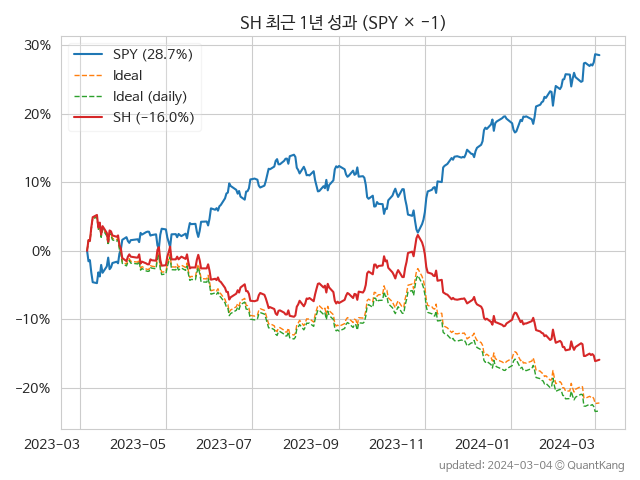 SH 최근 1년 성과 (SPY × −1)
SPY (28.7%)
Ideal
Ideal (daily)
SH (−16.0%)
30%
20%
10%
0%
−10%
−20%
2023−03 2023−05 2023−07 2023−09 2023−11 2024−01 2024−03
updated: 2024−03−04 © QuantKang